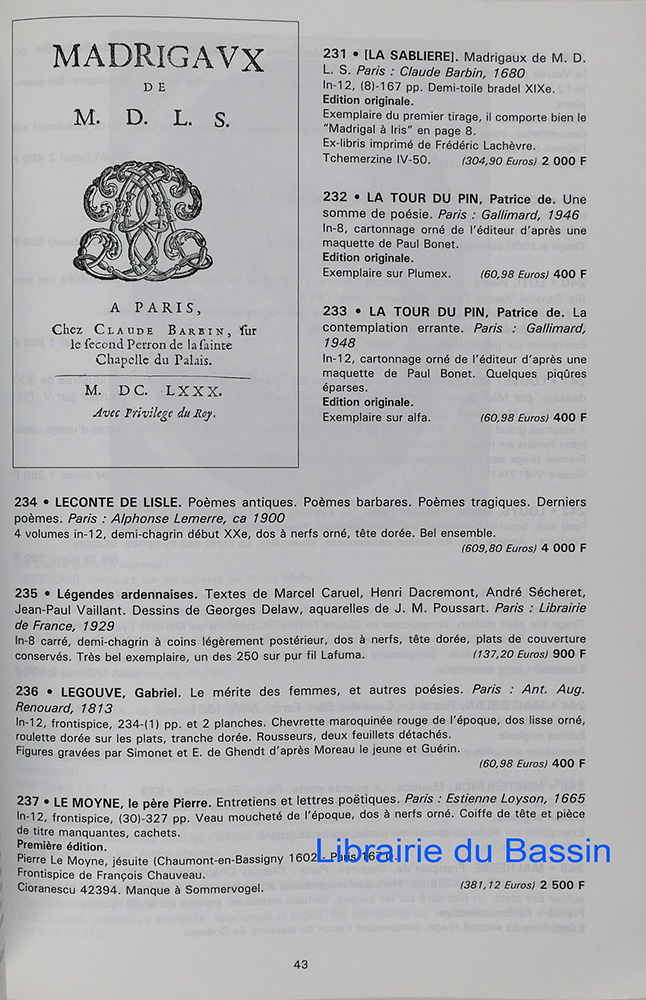 MADRIGAVX
DE
M. D. L. S.
A PARIS,
Chez CLAUDE BARBIN, sur
le second Perron de la sainte
Chapelle du Palais.
M. DC. LXXX.
Avec Privilege du Roy.
231 • [LA SABLIERE]. Madrigaux de M. D.
L. S. Paris : Claude Barbin, 1680
In-12, (8)-167 pp. Demi-toile bradel XIXe.
Edition originale.
Exemplaire du premier tirage, il comporte bien le
"Madrigal à Iris" en page 8.
Ex-libris imprimé de Frédéric Lachèvre.
Tchemerzine IV-50. (304,90 Euros) 2 000 F
232 • LA TOUR DU PIN, Patrice de. Une
somme de poésie. Paris : Gallimard, 1946
In-8, cartonnage orné de l'éditeur d'après une
maquette de Paul Bonet.
Edition originale.
Exemplaire sur Plumex. (60,98 Euros) 400 F
233 • LA TOUR DU PIN, Patrice de. La
contemplation errante. Paris : Gallimard,
1948
In-12, cartonnage orné de l'éditeur d'après une
maquette de Paul Bonet. Quelques piqûres
éparses.
Edition originale.
Exemplaire sur alfa. (60,98 Euros) 400 F
234 • LECONTE DE LISLE. Poèmes antiques. Poèmes barbares. Poèmes tragiques. Derniers
poèmes. Paris : Alphonse Lemerre, ca 1900
4 volumes in-12, demi-chagrin début XXe, dos à nerfs orné, tête dorée. Bel ensemble.
(609,80 Euros) 4 000 F
235 • Légendes ardennaises. Textes de Marcel Caruel, Henri Dacremont, André Sécheret,
Jean-Paul Vaillant. Dessins de Georges Delaw, aquarelles de J. M. Poussart. Paris : Librairie
de France, 1929
In-8 carré, demi-chagrin à coins légèrement postérieur, dos à nerfs, tête dorée, plats de couverture
conservés. Très bel exemplaire, un des 250 sur pur fil Lafuma. (137,20 Euros) 900 F
236 • LEGOUVE, Gabriel. Le mérite des femmes, et autres poésies. Paris : Ant. Aug.
Renouard, 1813
In-12, frontispice, 234-(1) pp. et 2 planches. Chevrette maroquinée rouge de l'époque, dos lisse orné,
roulette dorée sur les plats, tranche dorée. Rousseurs, deux feuillets détachés.
Figures gravées par Simonet et E. de Ghendt d'après Moreau le jeune et Guérin.
(60,98 Euros) 400 F
237 • LE MOYNE, le père Pierre. Entretiens et lettres poëtiques. Paris : Estienne Loyson, 1665
In-12, frontispice, (30)-327 pp. Veau moucheté de l'époque, dos à nerfs orné. Coiffe de tête et pièce
de titre manquantes, cachets.
Première édition.
Pierre Le Moyne, jésuite (Chaumont-en-Bassigny 1602 - Paris 1671).
Frontispice de François Chauveau.
Cioranescu 42394. Manque à Sommervogel. (381,12 Euros) 2 500 F
Librairie du Bassin
43